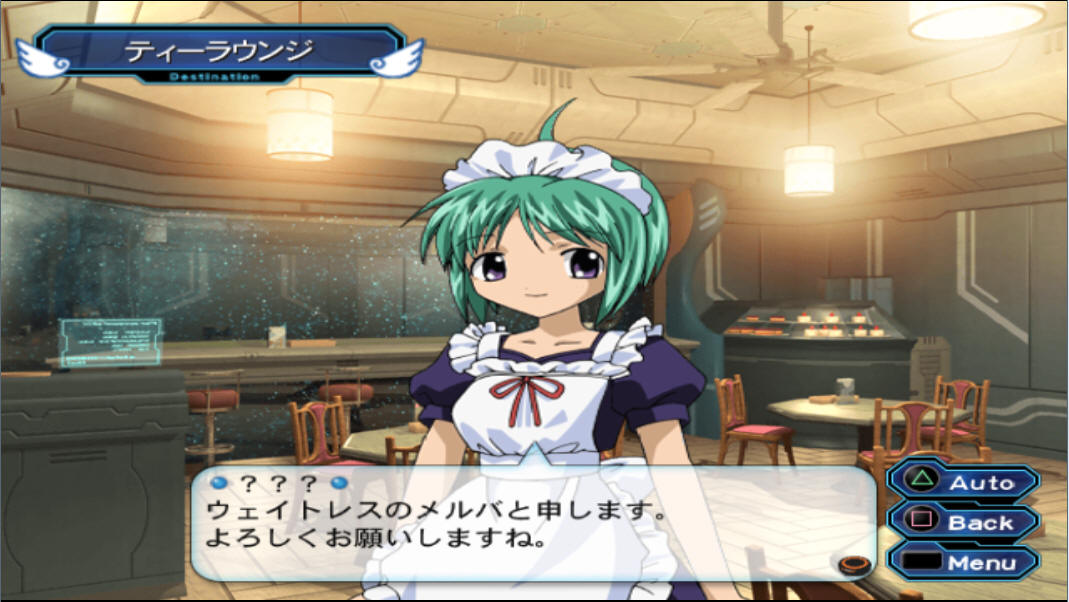 ティーラウンジ
Destination
???
ウェイトレスのメルバと申します。
よろしくお願いしますね。
Auto
Back
Menu